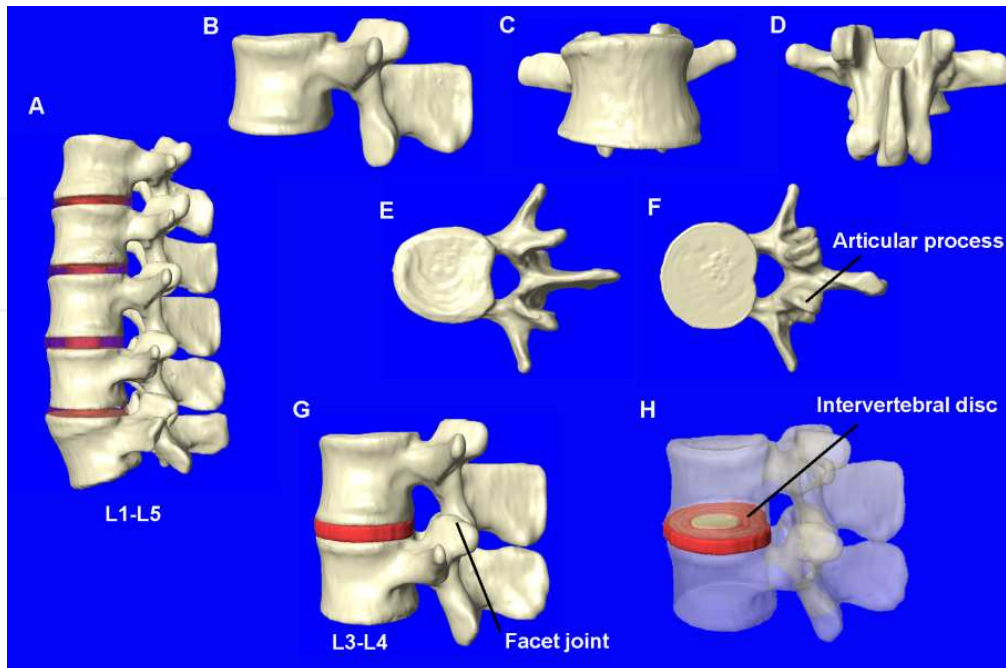 B
C
D
A
E
F
Articular process
G
H
Intervertebral disc
L1-L5
L3-L4
Facet joint